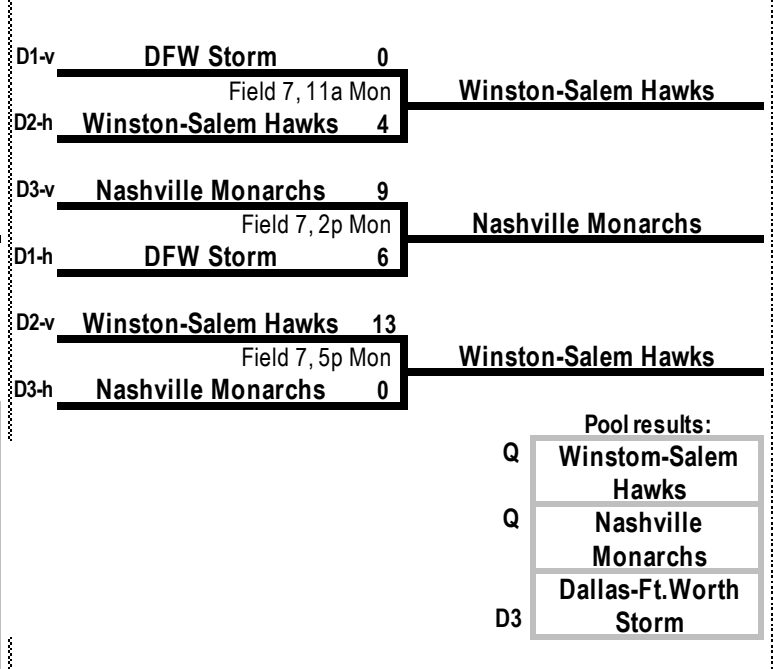 D1-v DFW Storm 0
Field 7, 11a Mon Winston-Salem Hawks
D2-h Winston-Salem Hawks 4
D3-v Nashville Monarchs 9
Field 7, 2p Mon Nashville Monarchs
D1-h DFW Storm 6
D2-v Winston-Salem Hawks 13
Field 7, 5p Mon Winston-Salem Hawks
D3-h Nashville Monarchs 0
Pool results:
Q Winstom-Salem
Hawks
Q Nashville
Monarchs
Dallas-Ft.Worth
D3 Storm